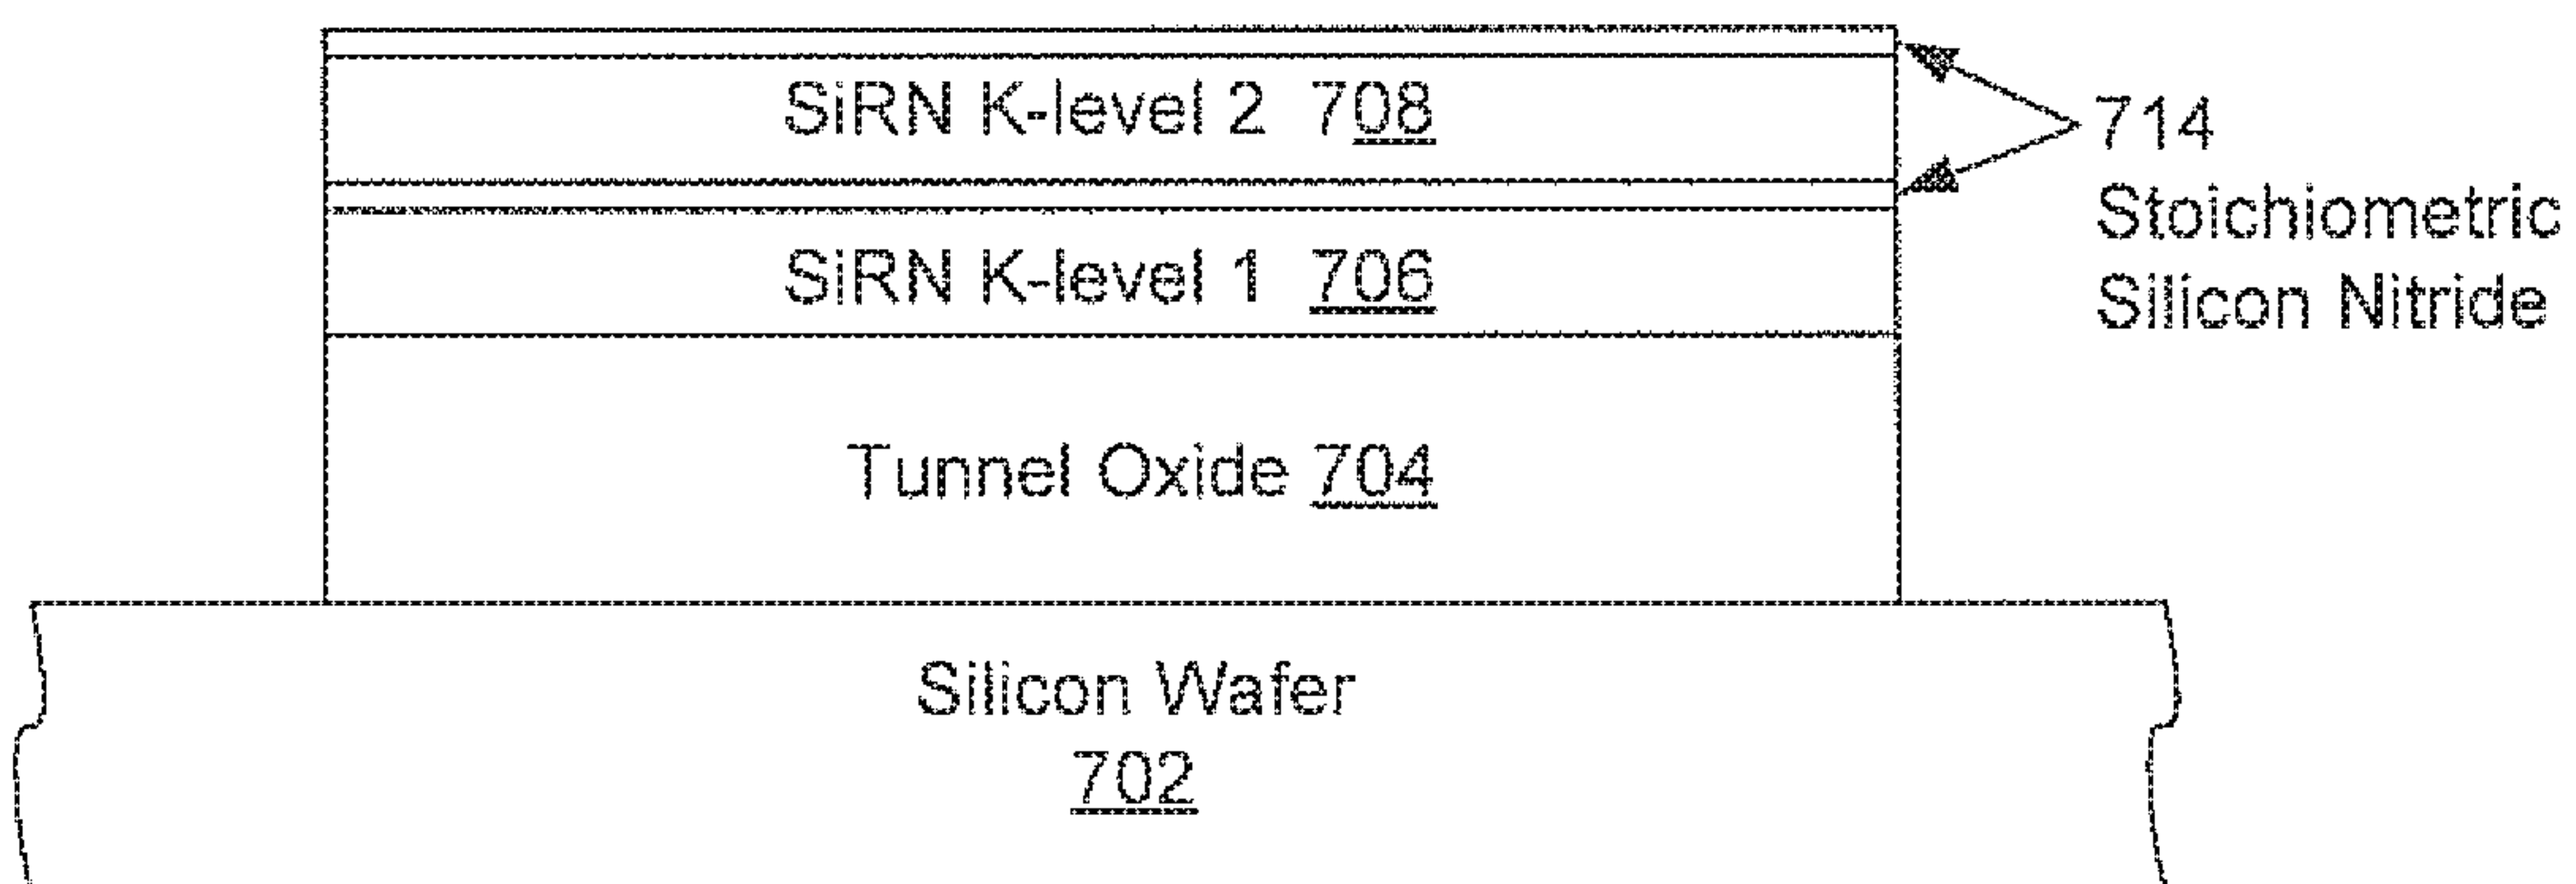 SiRN K-level 2 708
714
Stoichiometric
Silicon Nitride
SiRN K-level 1 706
Tunnel Oxide 704
Silicon Wafer
702